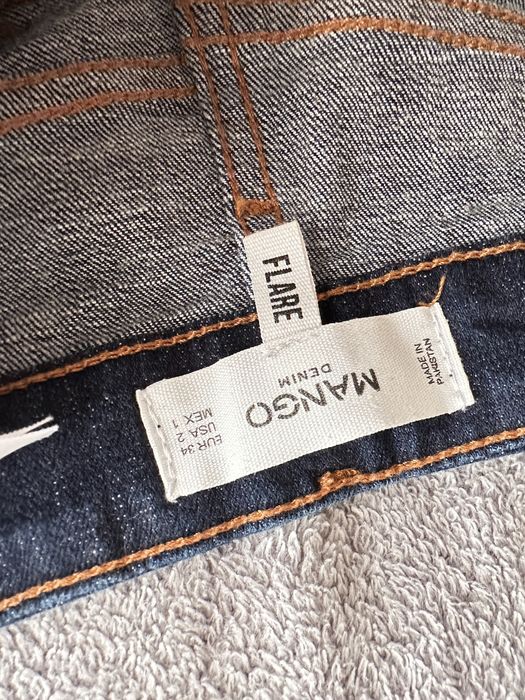 FLARE
MANGO
DENIM
EUR 34
USA 2
MEX 1
MADE IN
PAKISTAN